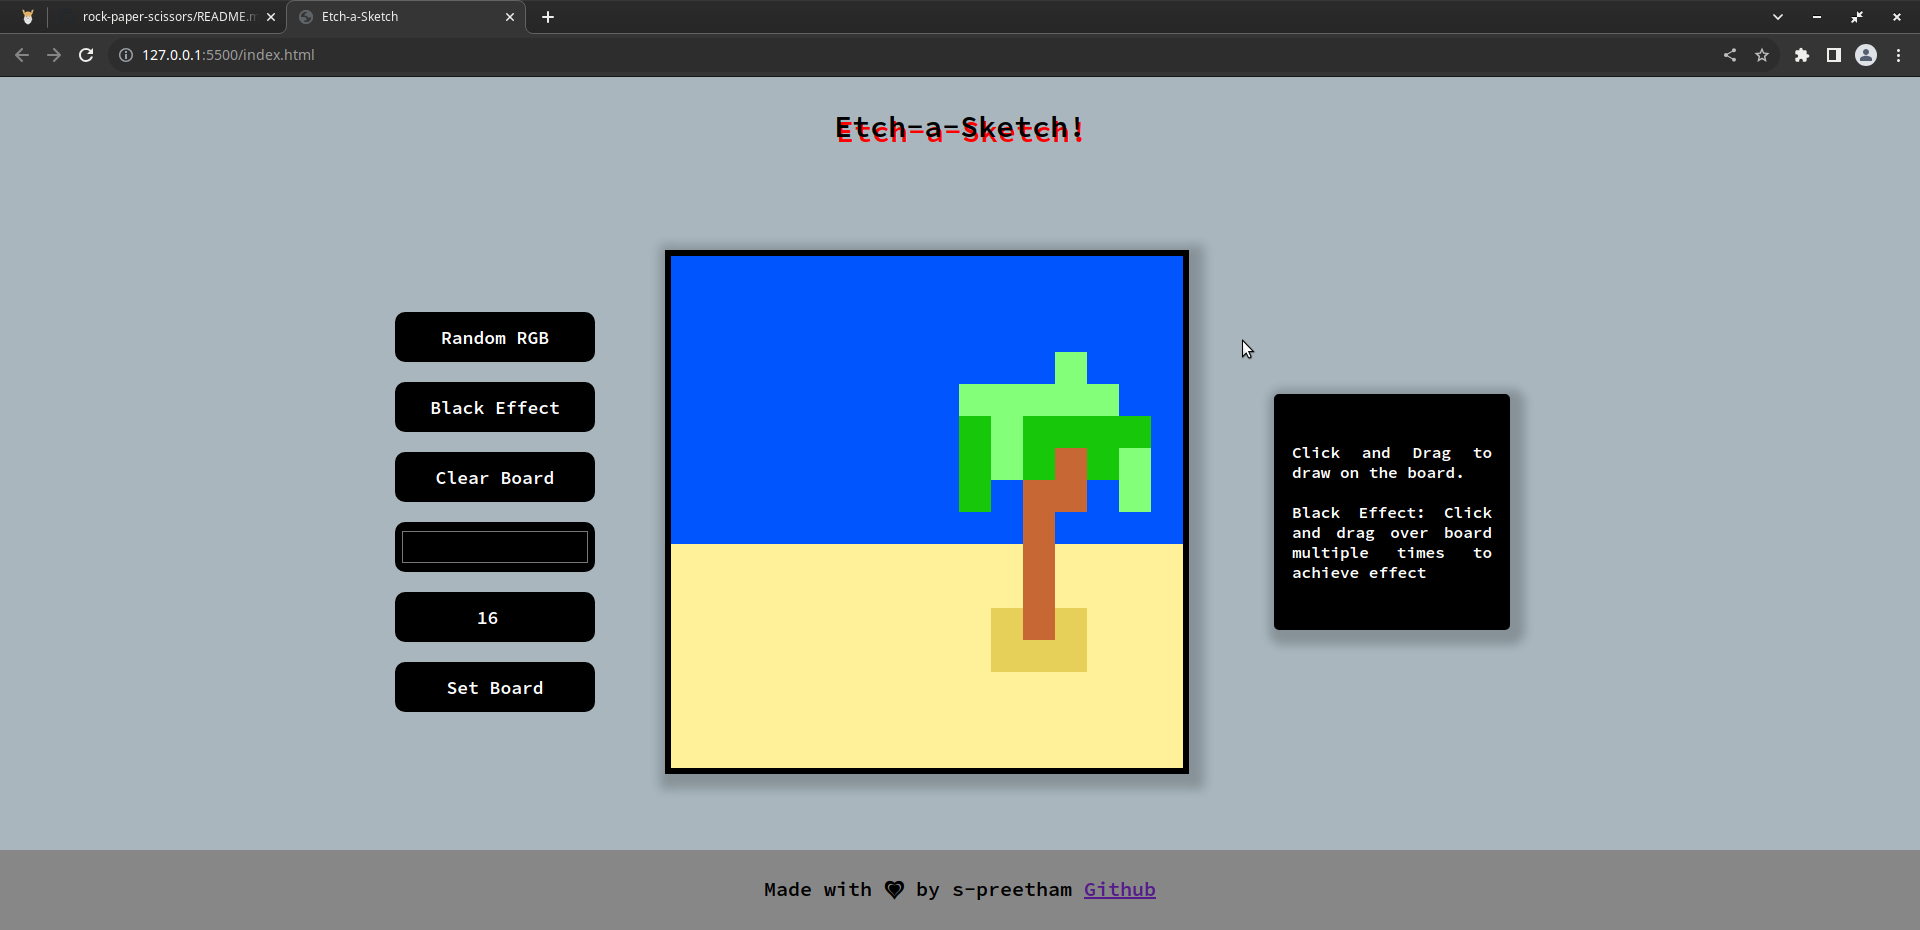 rock-paper-scissors/README.m
Etch-a-Sketch
127.0.0.1:5500/index.html
Etch-a-Sketch!
Random RGB
Black Effect
Clear Board
16
Set Board
Click and Drag to
draw on the board.
Black Effect: Click
and drag over board
multiple times to
achieve effect
Made with 🖤 by s-preetham Github